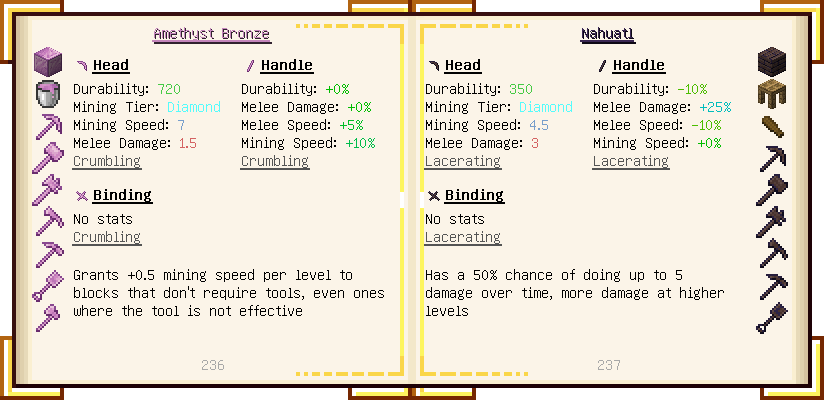 Amethyst Bronze
Head
Durability: 720
Mining Tier: Diamond
Mining Speed: 7
Melee Damage: 1.5
Crumbling
Handle
Durability: +0%
Melee Damage: +0%
Melee Speed: +5%
Mining Speed: +10%
Crumbling
Binding
No stats
Crumbling
Grants +0.5 mining speed per level to
blocks that don't require tools, even ones
where the tool is not effective
236
Nahuatl
Head
Durability: 350
Mining Tier: Diamond
Mining Speed: 4.5
Melee Damage: 3
Lacerating
Handle
Durability: -10%
Melee Damage: +25%
Melee Speed: -10%
Mining Speed: +0%
Lacerating
Binding
No stats
Lacerating
Has a 50% chance of doing up to 5
damage over time, more damage at higher
levels
237